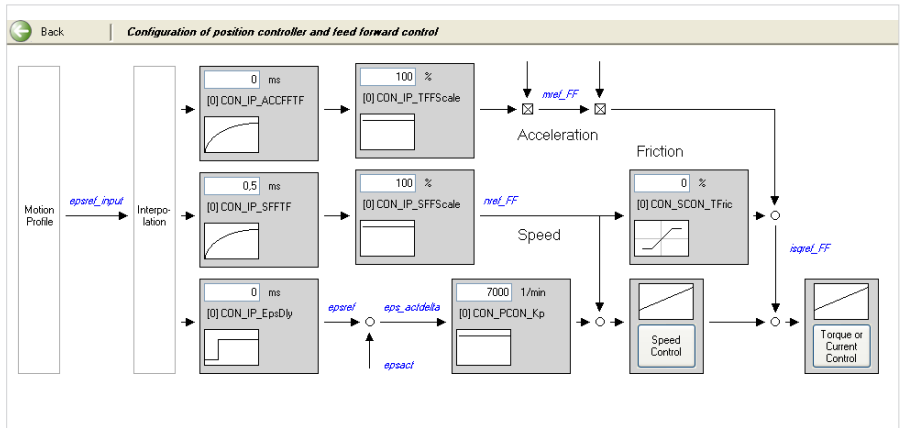 Back
Configuration of position controller and feed forward control
0 ms
[0] CON_IP_ACCFFTF
100 %
[0] CON_IP_TFFScale
mref_FF
Acceleration
Friction
Motion
Profile
epsref_input
Interpo-
lation
0,5 ms
[0] CON_IP_SFFTF
100 %
[0] CON_IP_SFFScale
nref_FF
Speed
0 %
[0] CON_SCON_TFric
isqref_FF
0 ms
[0] CON_IP_EpsDly
epsref
eps_actdelta
epsact
7000 1/min
[0] CON_PCON_Kp
Speed
Control
Torque or
Current
Control